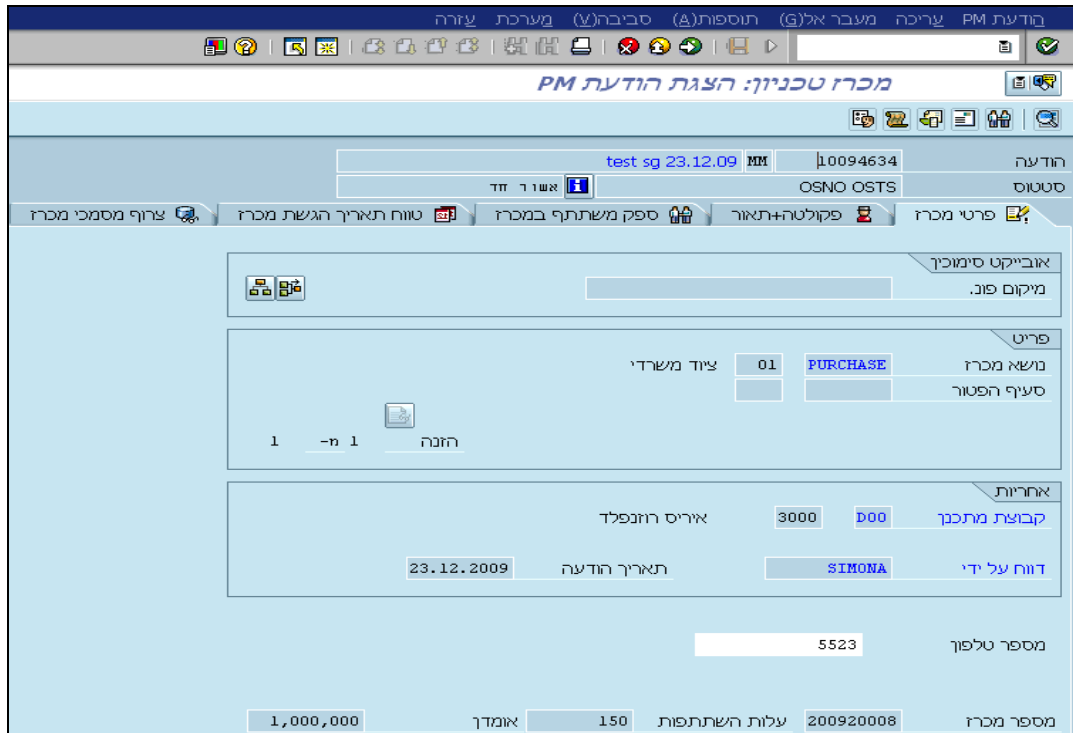 הודעת PM עריכה מעבר אל(G) תוספות(A) סביבה(V) מערכת עזרה
מכרז טכניון: הצגת הודעת PM
הודעה 10094634 MM test sg 23.12.09
סטטוס OSNO OSTS אשור חד
פרטי מכרז פקולטה+תאור ספק משתתף במכרז טווח תאריך הגשת מכרז צרוף מסמכי מכרז
אובייקט סימוכין
מיקום פונ.
פריט
נושא מכרז PURCHASE 01 ציוד משרדי
סעיף הפטור
הזנה 1 מ- 1
אחריות
קבוצת מתכנן D00 3000 איריס רוזנפלד
דווח על ידי SIMONA תאריך הודעה 23.12.2009
מספר טלפון 5523
מספר מכרז 200920008 עלות השתתפות 150 אומדן 1,000,000